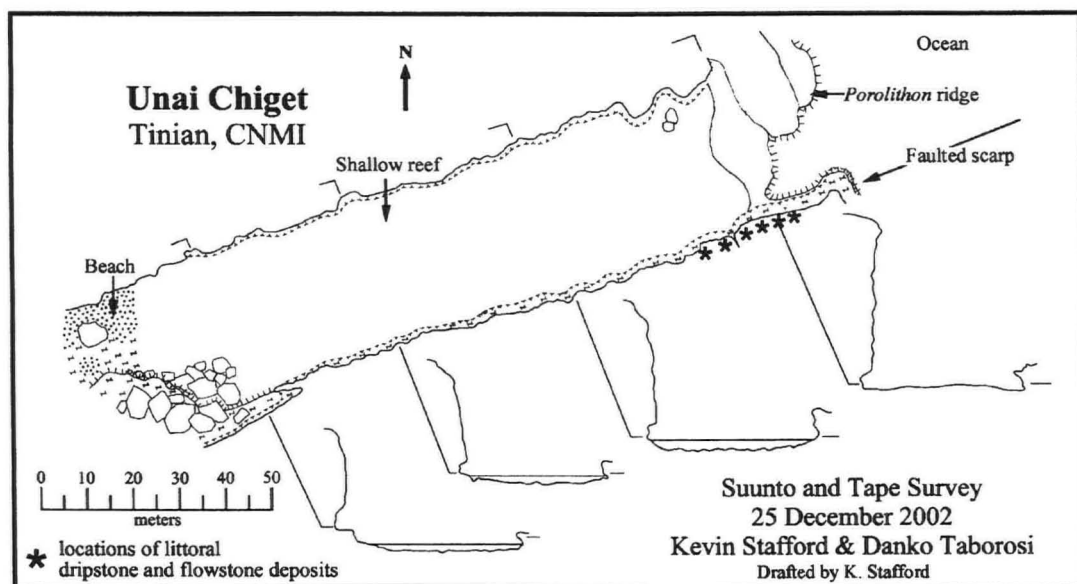 Unai Chiget
Tinian, CNMI
N
Ocean
Porolithon ridge
Faulted scarp
Shallow reef
Beach
0 10 20 30 40 50
meters
* locations of littoral
dripstone and flowstone deposits
Suunto and Tape Survey
25 December 2002
Kevin Stafford & Danko Taborosi
Drafted by K. Stafford